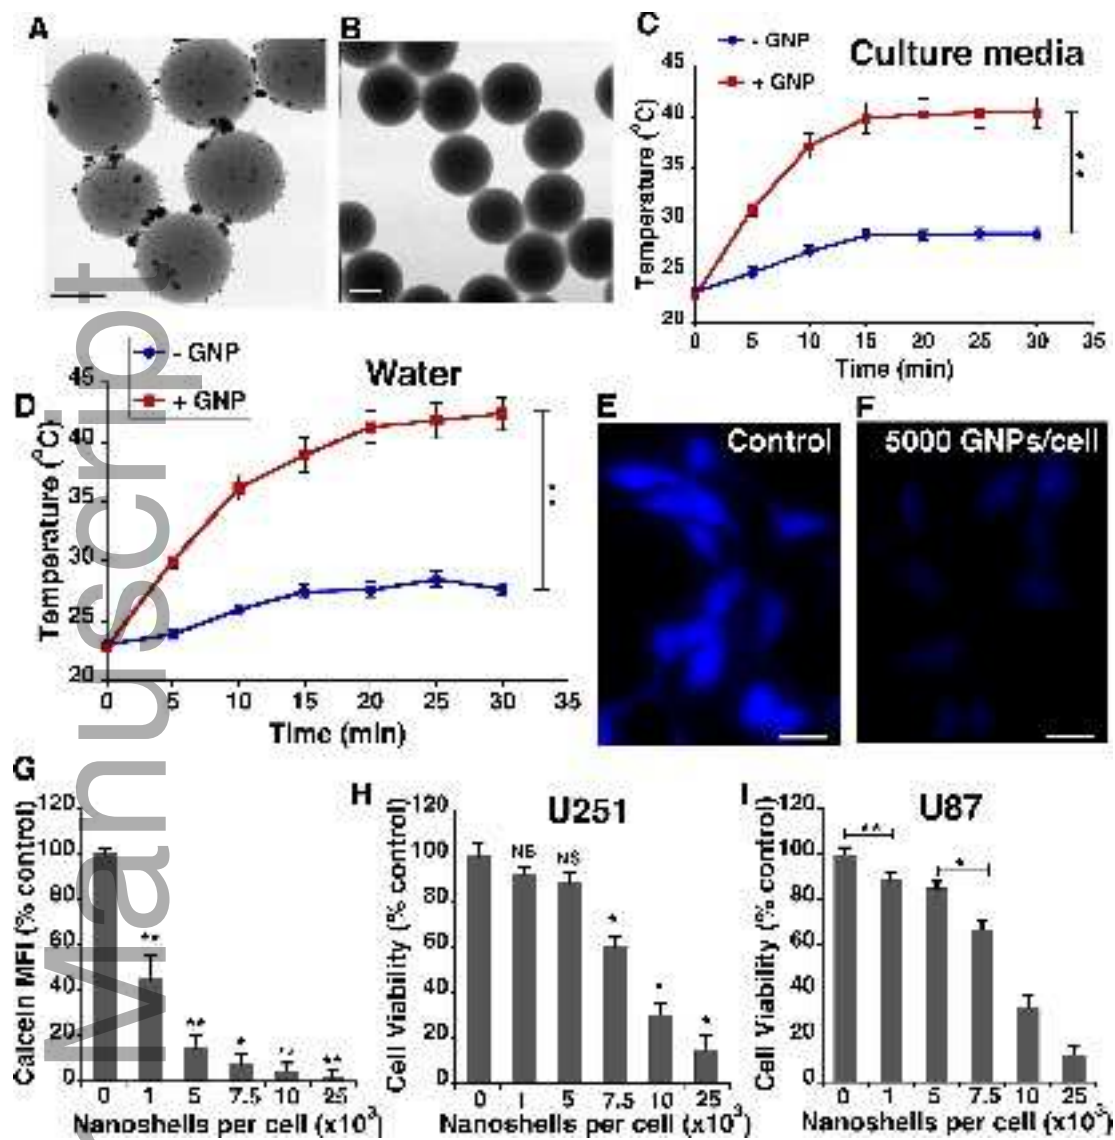 A
B
C
- GNP
+ GNP
Culture media
45
40
35
30
25
20
Temperature (°C)
0 5 10 15 20 25 30 35
Time (min)
D
- GNP
+ GNP
Water
45
40
35
30
25
20
Temperature (°C)
0 5 10 15 20 25 30 35
Time (min)
**
E
Control
F
5000 GNPs/cell
G
120
100
80
60
40
20
0
Calcein MFI (% control)
** ** * ** **
0 1 5 7.5 10 25
Nanoshells per cell (x10³)
H
U251
120
100
80
60
40
20
0
Cell Viability (% control)
NS NS * * *
0 1 5 7.5 10 25
Nanoshells per cell (x10³)
I
U87
120
100
80
60
40
20
0
Cell Viability (% control)
** *
0 1 5 7.5 10 25
Nanoshells per cell (x10³)
Manuscript